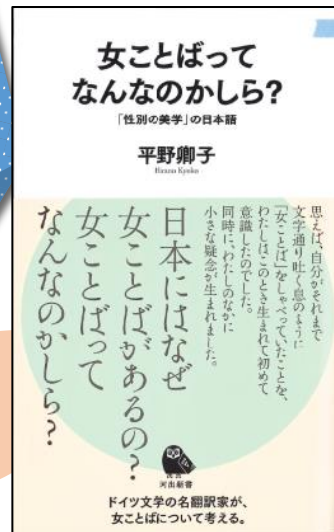 女ことばって
なんなのかしら?
「性別の美学」の日本語
平野卿子
Hirano Kyoko
思えば、自分がそれまで
文字通り吐く息のように
「女ことば」をしゃべっていたことを、
わたしはこのとき生まれて初めて
意識したのでした。
同時に、わたしのなかに
小さな疑念が生まれました。
日本にはなぜ
女ことばがあるの?
女ことばって
なんなのかしら?
河出新書
ドイツ文学の名翻訳家が、
女ことばについて考える。